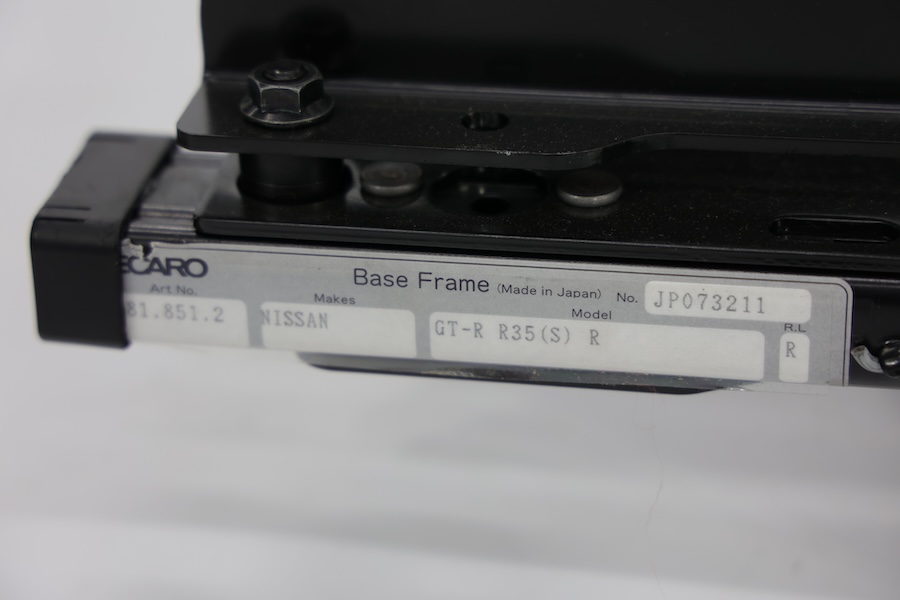 ECARO
Base Frame (Made in Japan) No. JP073211
Art No. Makes Model R.L
81.851.2 NISSAN GT-R R35(S) R R